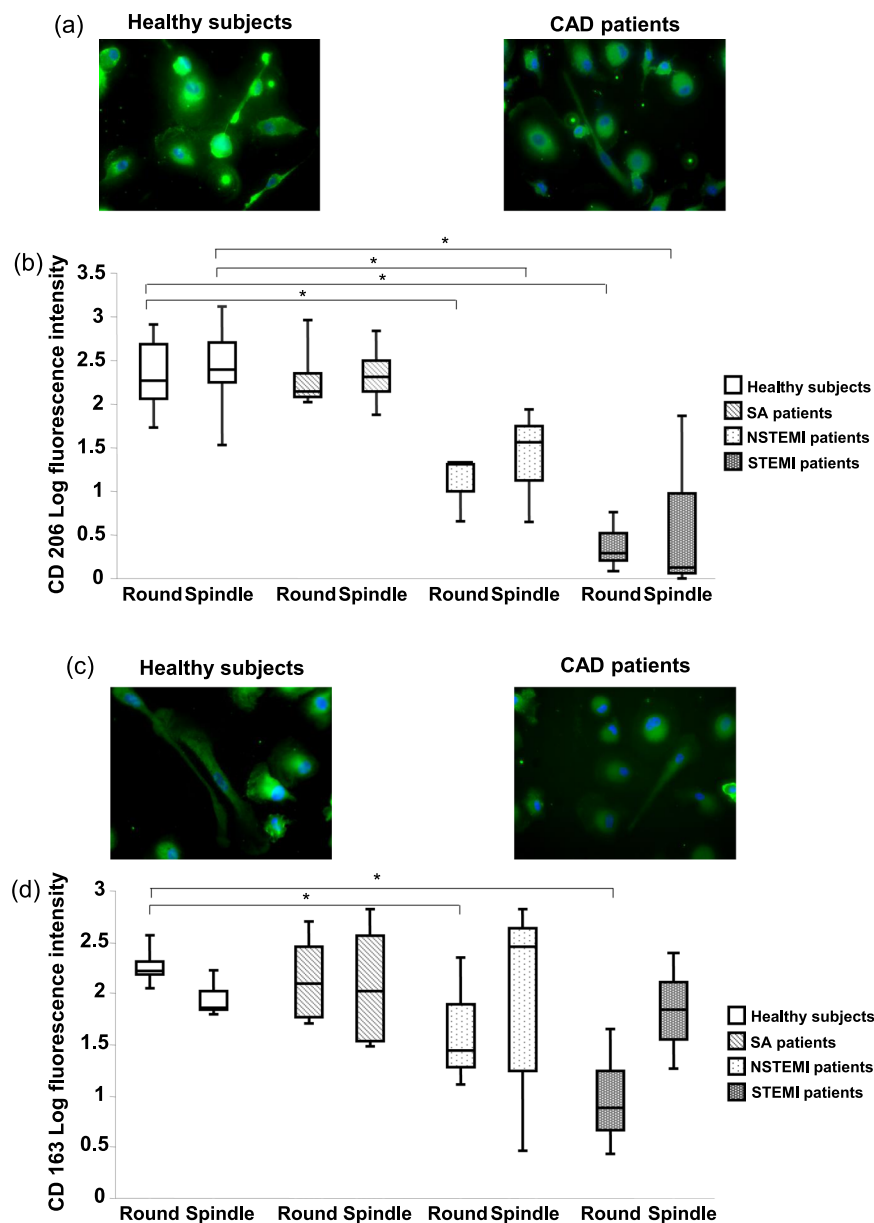 (a)
Healthy subjects
CAD patients
(b)
CD 206 Log fluorescence intensity
3.5
3
2.5
2
1.5
1
0.5
0
*
*
*
*
Round Spindle Round Spindle Round Spindle Round Spindle
Healthy subjects
SA patients
NSTEMI patients
STEMI patients
(c)
Healthy subjects
CAD patients
(d)
CD 163 Log fluorescence intensity
3
2.5
2
1.5
1
0.5
0
*
*
Round Spindle Round Spindle Round Spindle Round Spindle
Healthy subjects
SA patients
NSTEMI patients
STEMI patients